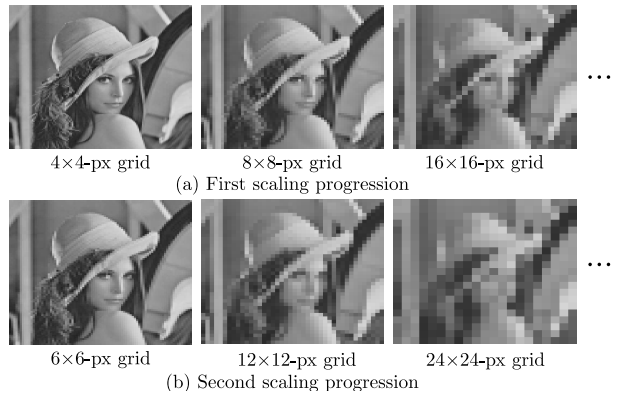 ...
4×4-px grid 8×8-px grid 16×16-px grid
(a) First scaling progression
...
6×6-px grid 12×12-px grid 24×24-px grid
(b) Second scaling progression